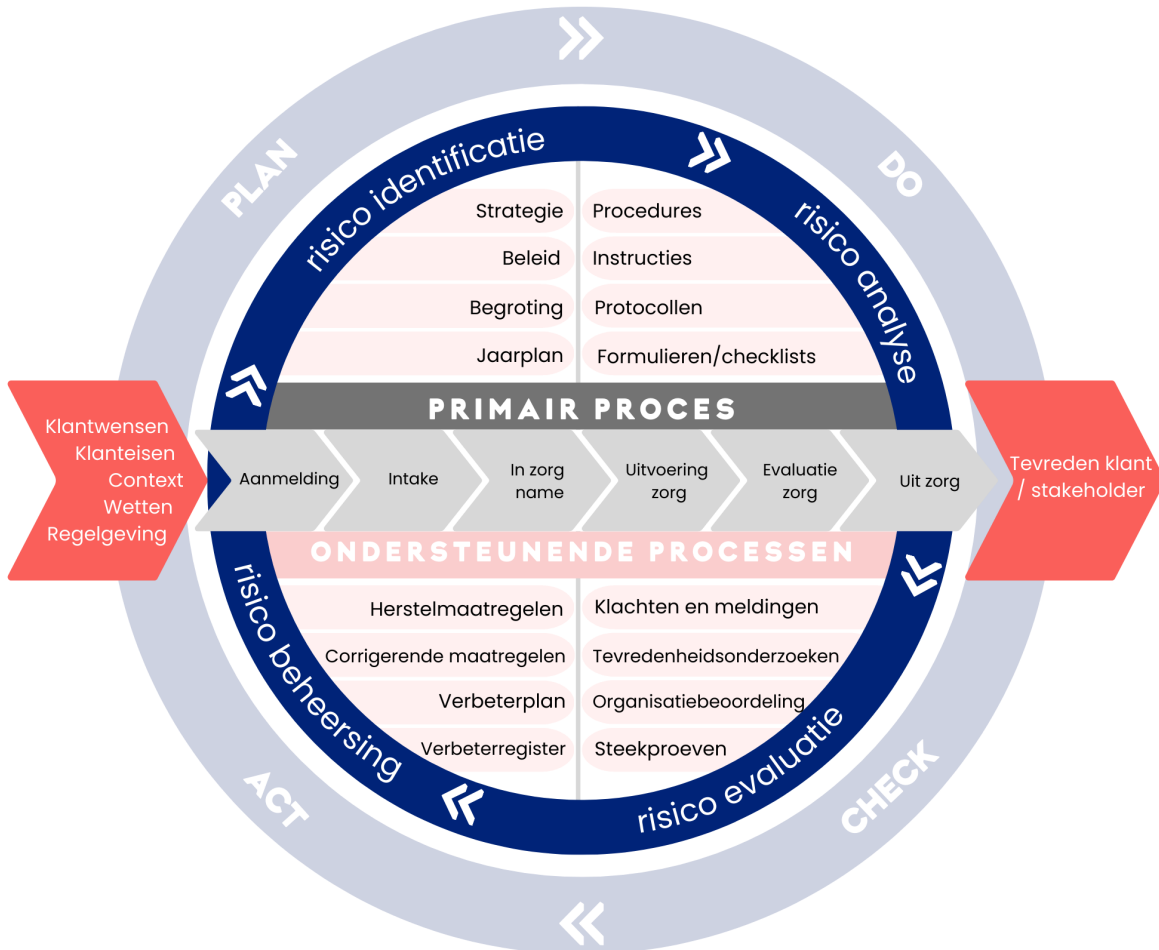 PLAN
DO
risico identificatie
risico analyse
Strategie
Procedures
Beleid
Instructies
Begroting
Protocollen
Jaarplan
Formulieren/checklists
PRIMAIR PROCES
Klantwensen
Klanteisen
Context
Wetten
Regelgeving
Aanmelding
Intake
In zorg
name
Uitvoering
zorg
Evaluatie
zorg
Uit zorg
Tevreden klant
/ stakeholder
ONDERSTEUNENDE PROCESSEN
Herstelmaatregelen
Klachten en meldingen
Corrigerende maatregelen
Tevredenheidsonderzoeken
Verbeterplan
Organisatiebeoordeling
Verbeterregister
Steekproeven
risico beheersing
risico evaluatie
ACT
CHECK